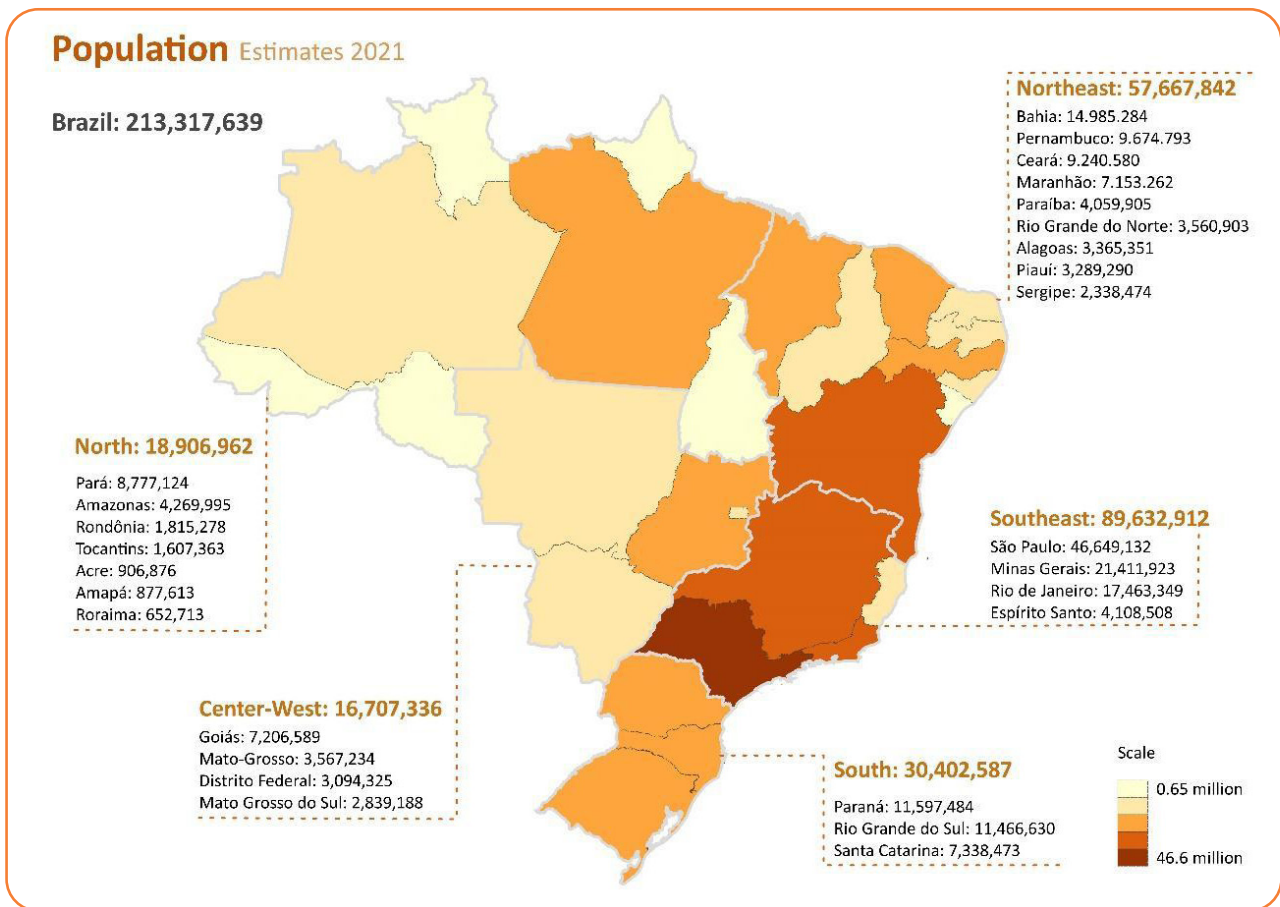 Population Estimates 2021
Brazil: 213,317,639
Northeast: 57,667,842
Bahia: 14.985.284
Pernambuco: 9.674.793
Ceará: 9.240.580
Maranhão: 7.153.262
Paraíba: 4,059,905
Rio Grande do Norte: 3,560,903
Alagoas: 3,365,351
Piauí: 3,289,290
Sergipe: 2,338,474
North: 18,906,962
Pará: 8,777,124
Amazonas: 4,269,995
Rondônia: 1,815,278
Tocantins: 1,607,363
Acre: 906,876
Amapá: 877,613
Roraima: 652,713
Southeast: 89,632,912
São Paulo: 46,649,132
Minas Gerais: 21,411,923
Rio de Janeiro: 17,463,349
Espírito Santo: 4,108,508
Center-West: 16,707,336
Goiás: 7,206,589
Mato-Grosso: 3,567,234
Distrito Federal: 3,094,325
Mato Grosso do Sul: 2,839,188
South: 30,402,587
Paraná: 11,597,484
Rio Grande do Sul: 11,466,630
Santa Catarina: 7,338,473
Scale
0.65 million
46.6 million